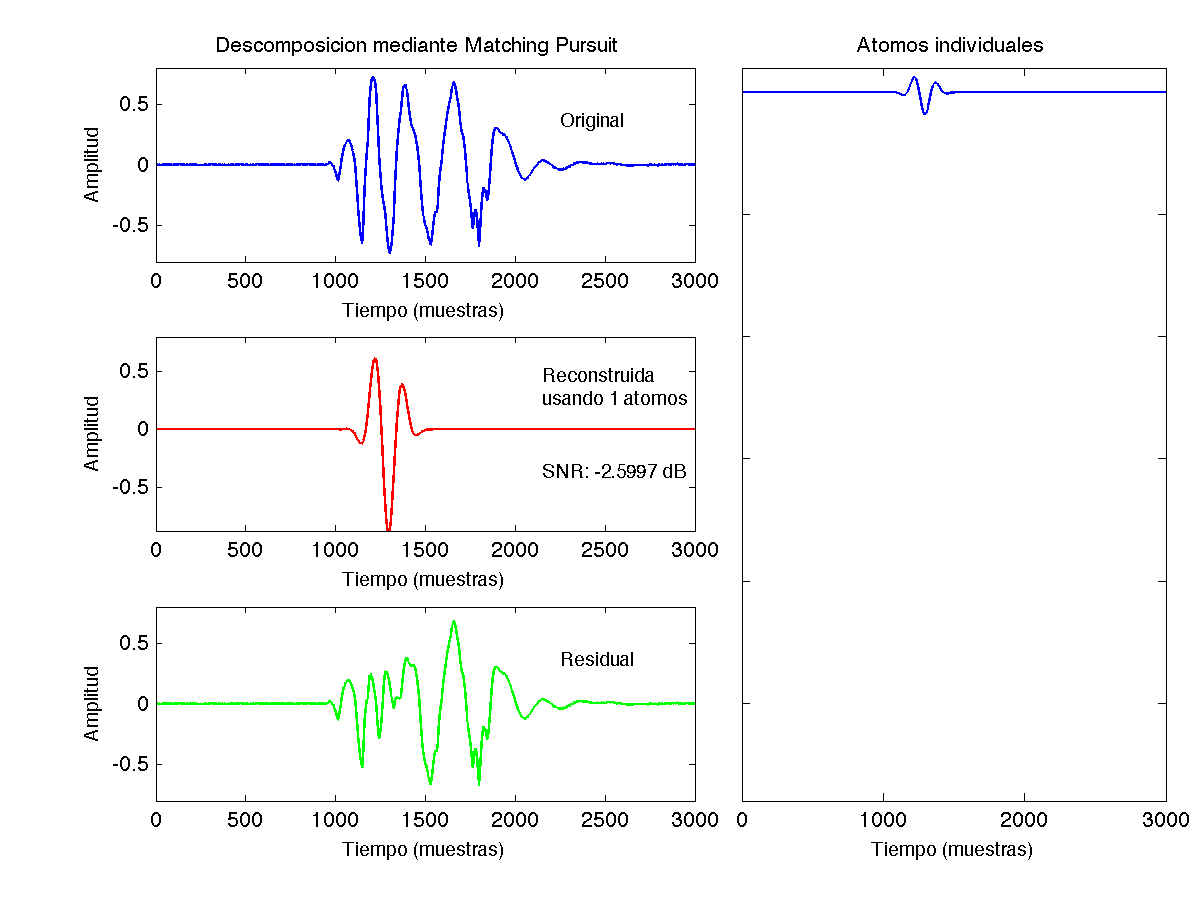 Descomposicion mediante Matching Pursuit
0.5
0
-0.5
Amplitud
Original
0 500 1000 1500 2000 2500 3000
Tiempo (muestras)
0.5
0
-0.5
Amplitud
Reconstruida
usando 1 atomos
SNR: -2.5997 dB
0 500 1000 1500 2000 2500 3000
Tiempo (muestras)
0.5
0
-0.5
Amplitud
Residual
0 500 1000 1500 2000 2500 3000
Tiempo (muestras)
Atomos individuales
0 1000 2000 3000
Tiempo (muestras)